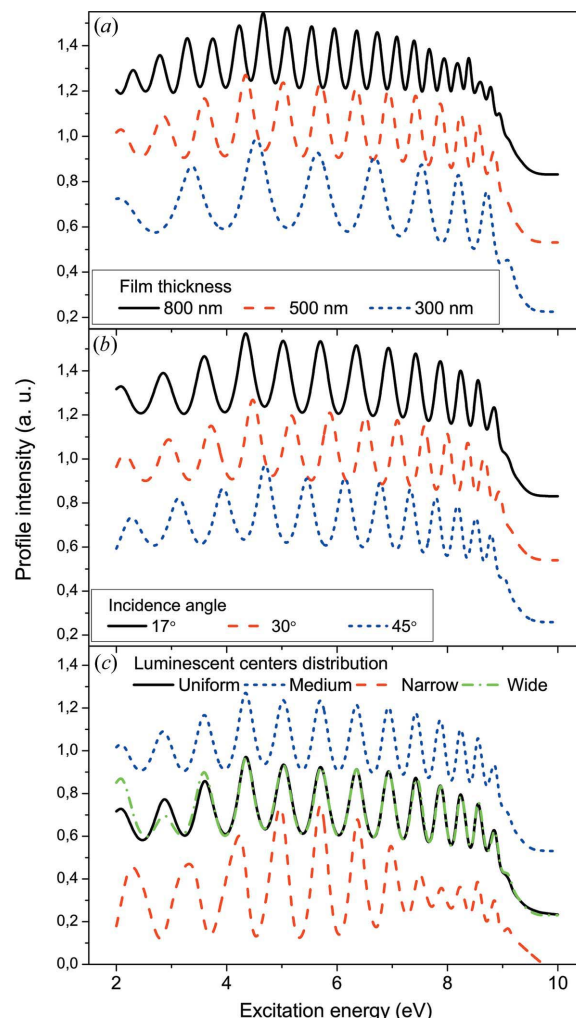 (a)
1,4
1,2
1,0
0,8
0,6
0,4
0,2
Film thickness
800 nm 500 nm 300 nm
(b)
1,4
1,2
1,0
0,8
0,6
0,4
0,2
Incidence angle
17° 30° 45°
Profile intensity (a. u.)
(c) Luminescent centers distribution
Uniform Medium Narrow Wide
1,4
1,2
1,0
0,8
0,6
0,4
0,2
0,0
2 4 6 8 10
Excitation energy (eV)